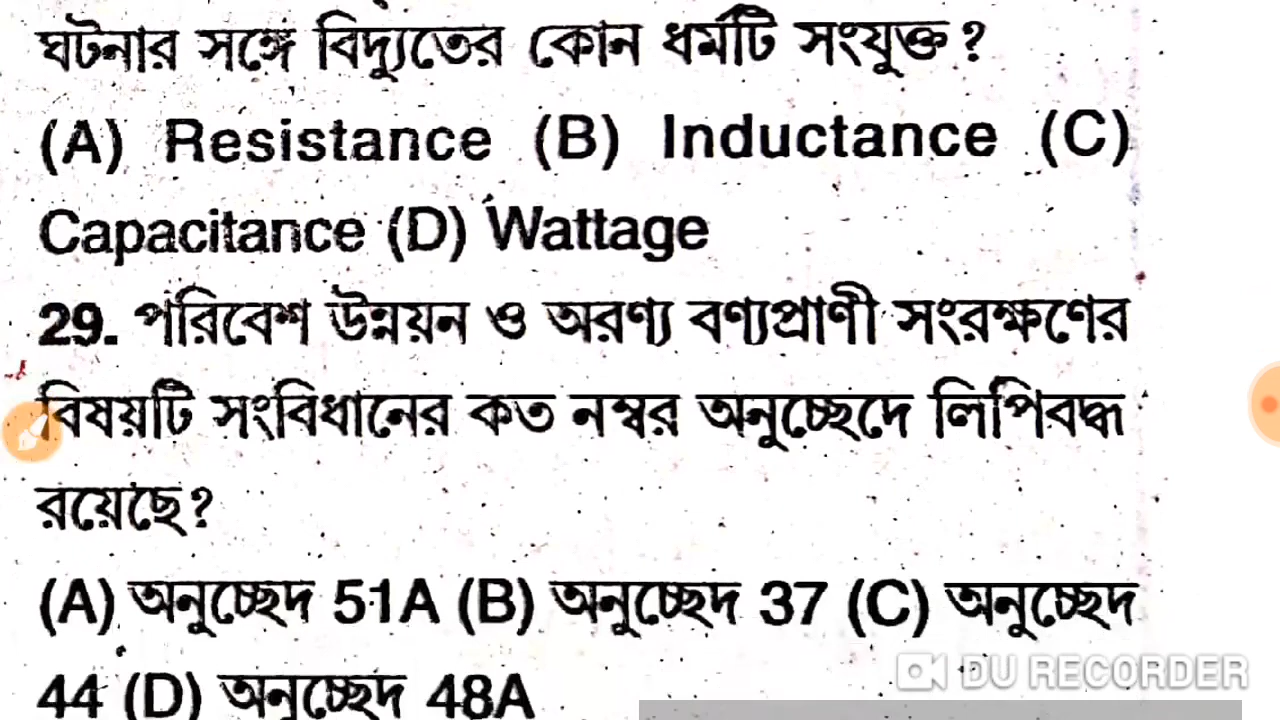 ঘটনার সঙ্গে বিদ্যুতের কোন ধর্মটি সংযুক্ত?
(A) Resistance (B) Inductance (C)
Capacitance (D) Wattage
29. পরিবেশ উন্নয়ন ও অরণ্য বণ্যপ্রাণী সংরক্ষণের
বিষয়টি সংবিধানের কত নম্বর অনুচ্ছেদে লিপিবদ্ধ
রয়েছে?
(A) অনুচ্ছেদ 51A (B) অনুচ্ছেদ 37 (C) অনুচ্ছেদ
44 (D) অনুচ্ছেদ 48A
DU RECORDER